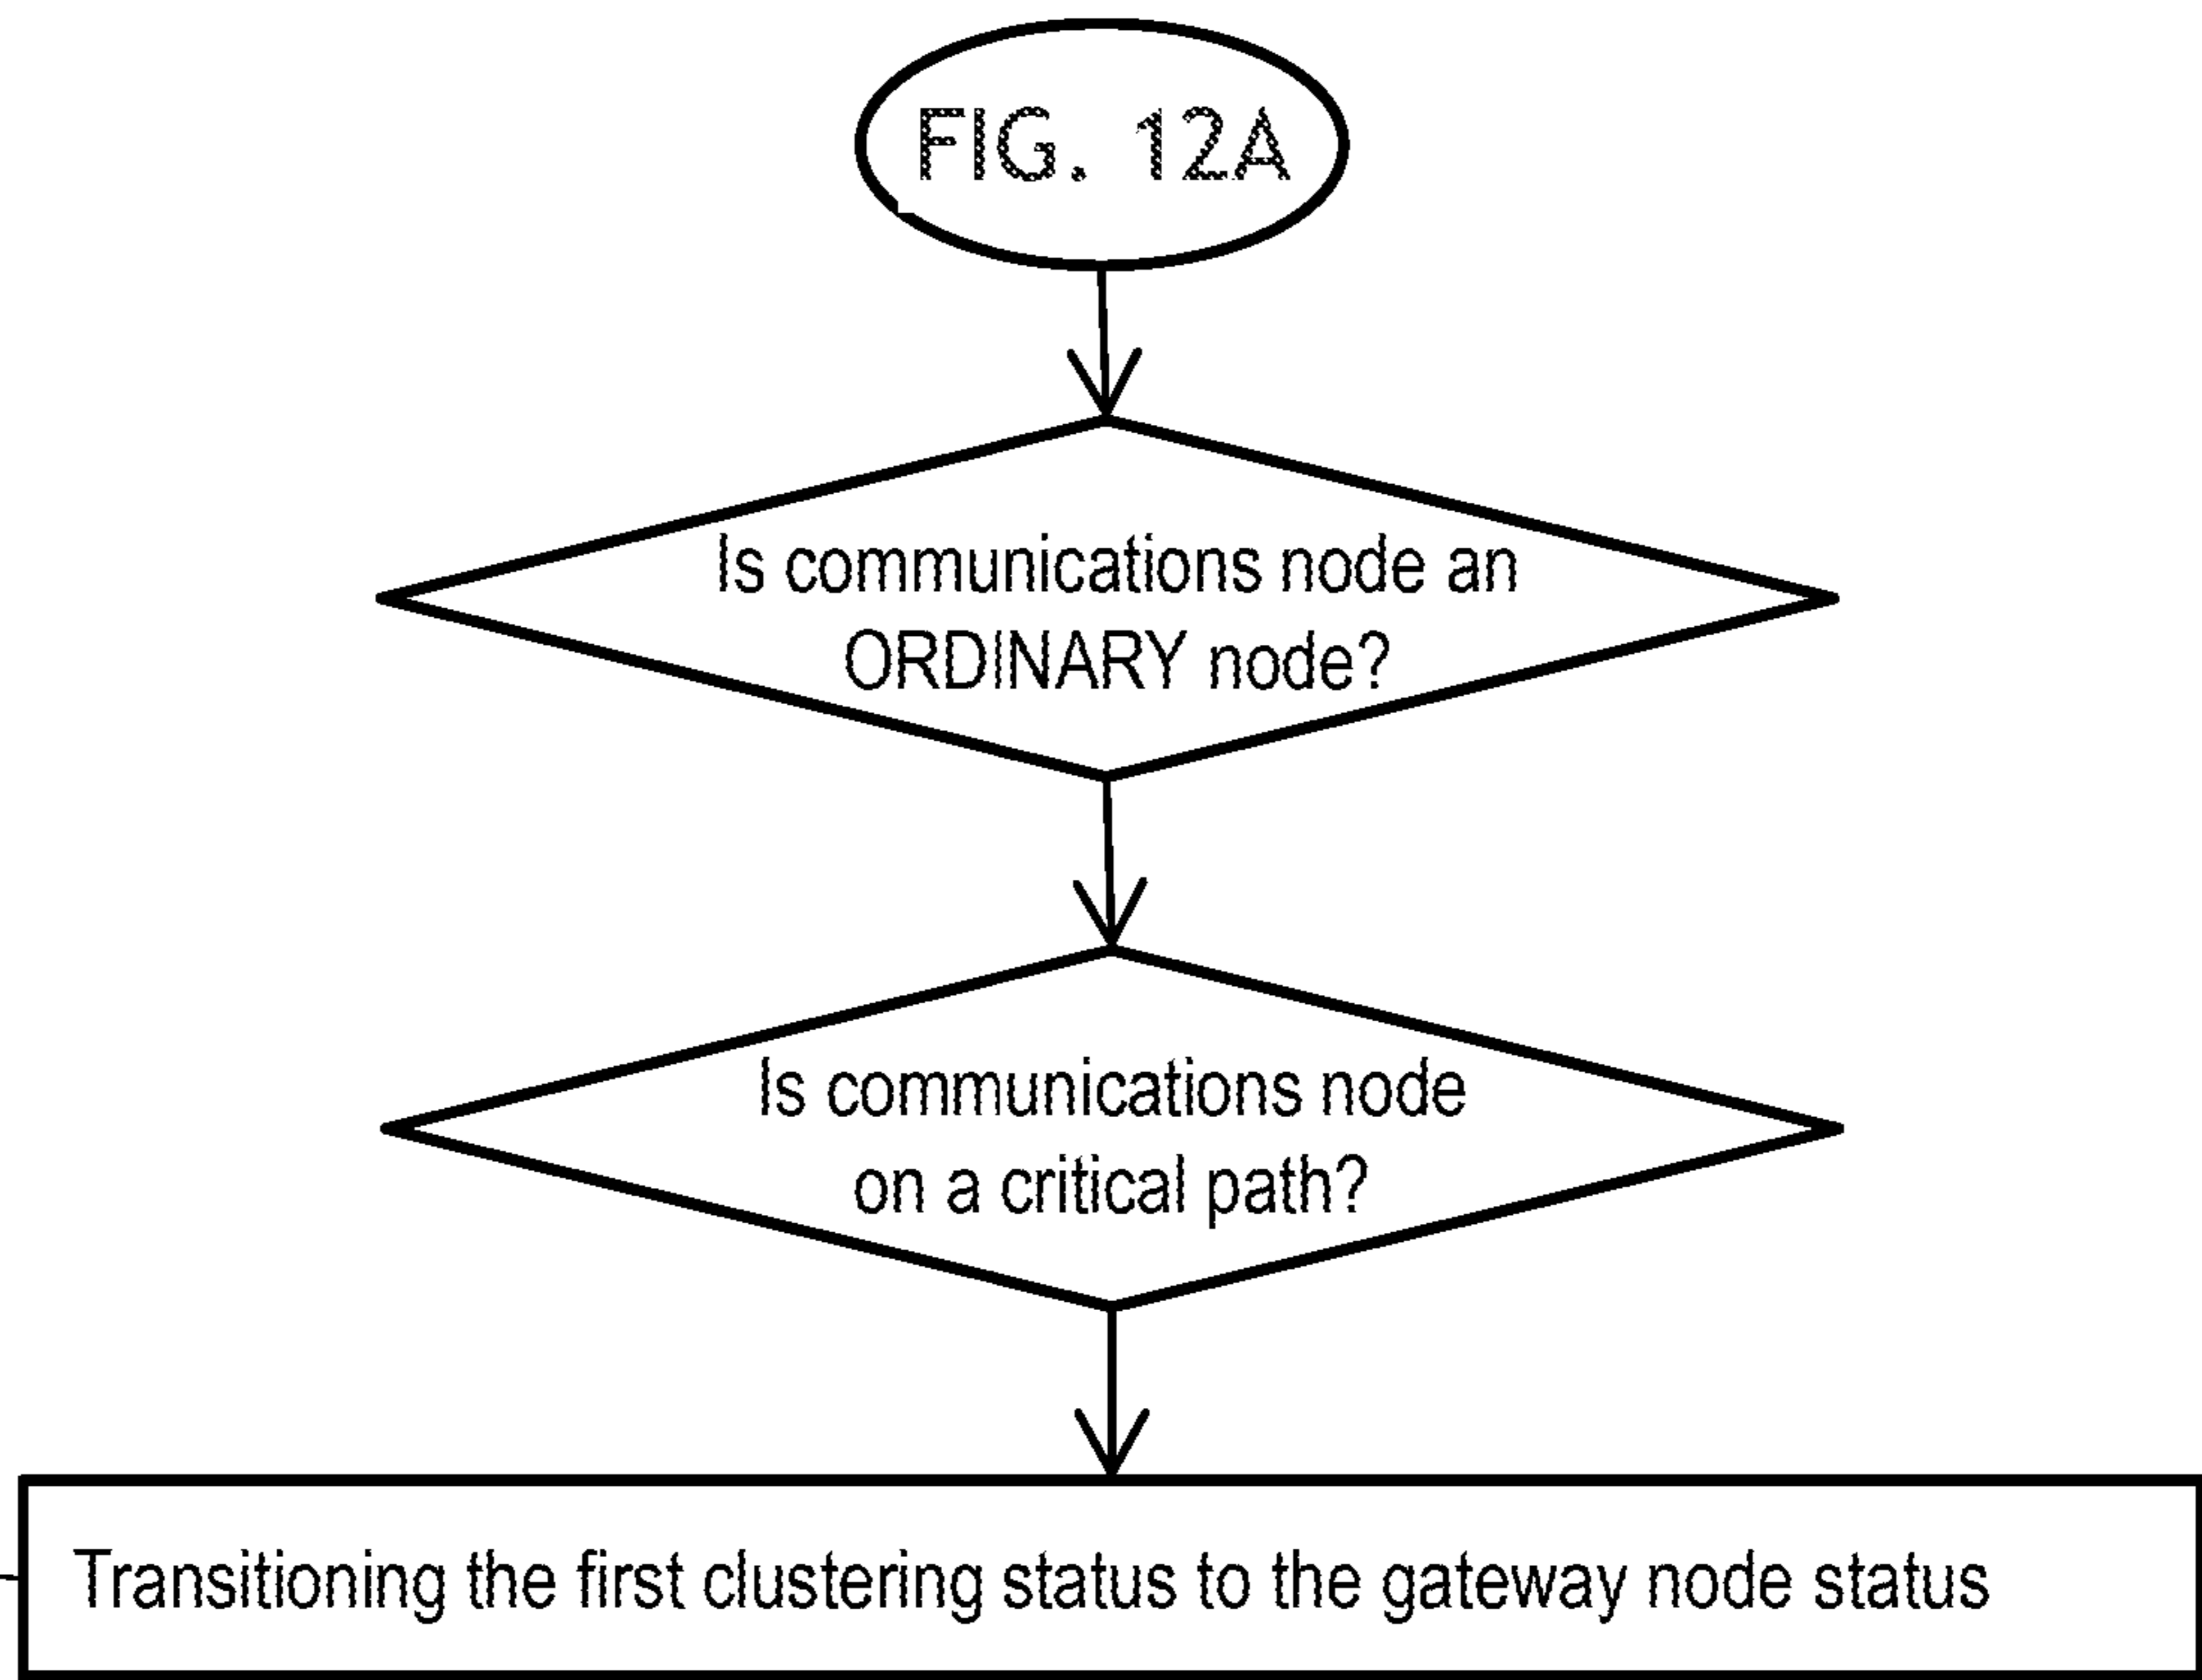 FIG. 12A
Is communications node an
ORDINARY node?
Is communications node
on a critical path?
Transitioning the first clustering status to the gateway node status